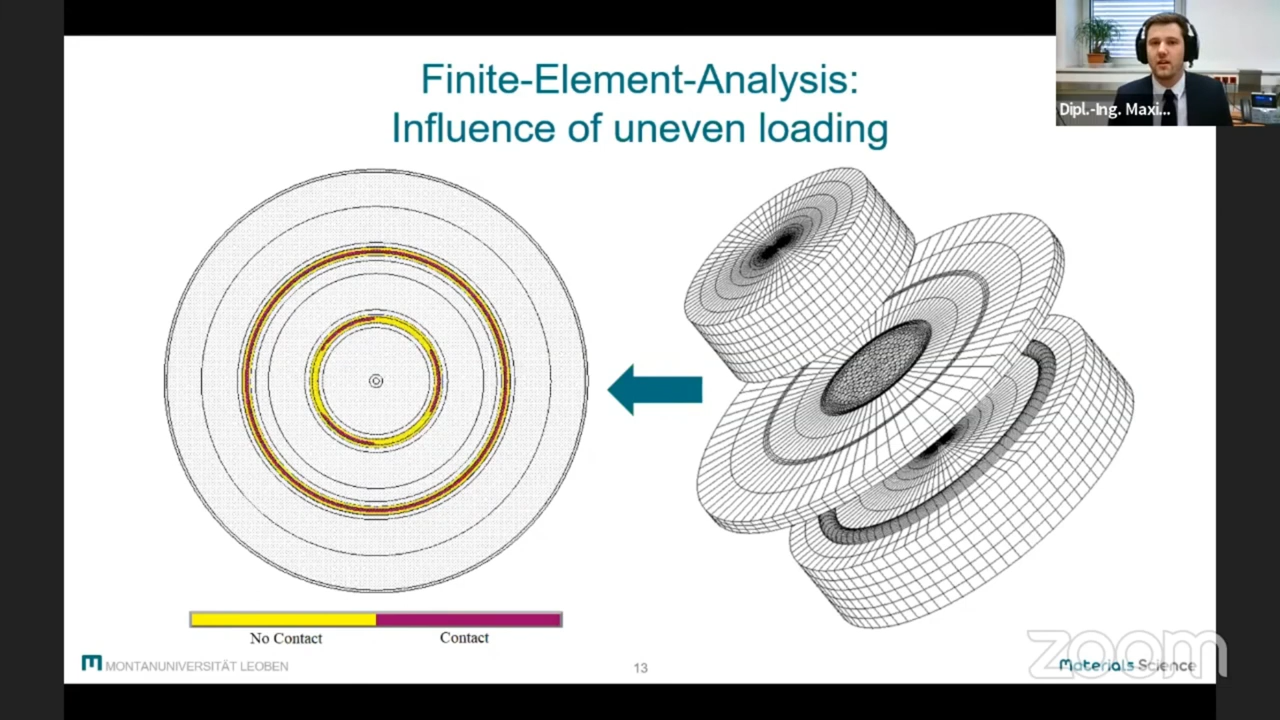 Finite-Element-Analysis:
Influence of uneven loading
Dipl.-Ing. Maxi...
No Contact
Contact
MONTANUNIVERSITÄT LEOBEN
13
Materials Science
zoom